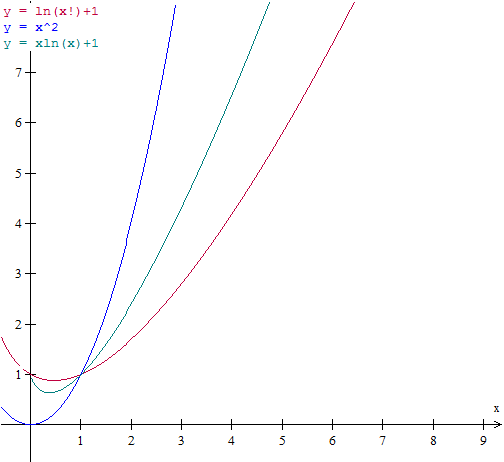 y = ln(x!)+1
y = x^2
y = xln(x)+1
7
6
5
4
3
2
1
x
1 2 3 4 5 6 7 8 9